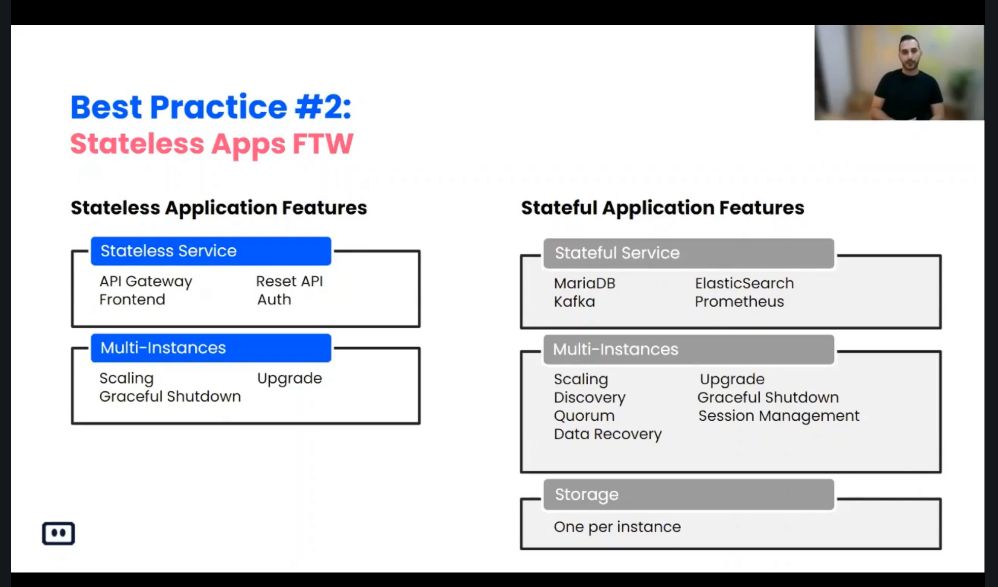 Best Practice #2:
Stateless Apps FTW
Stateless Application Features
Stateless Service
API Gateway Reset API
Frontend Auth
Multi-Instances
Scaling Upgrade
Graceful Shutdown
Stateful Application Features
Stateful Service
MariaDB ElasticSearch
Kafka Prometheus
Multi-Instances
Scaling Upgrade
Discovery Graceful Shutdown
Quorum Session Management
Data Recovery
Storage
One per instance